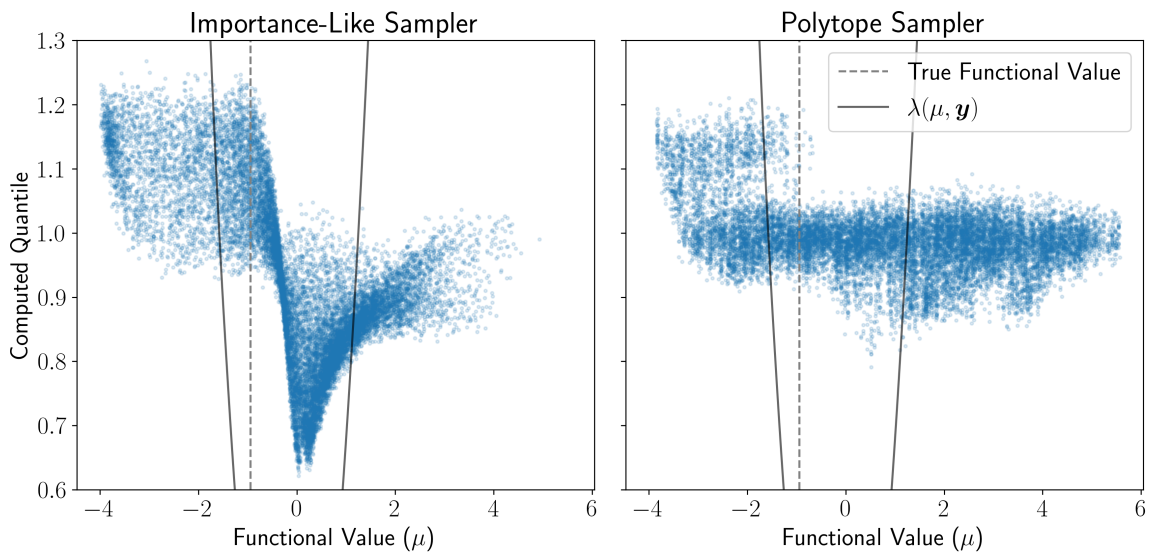 Importance-Like Sampler
Polytope Sampler
1.3
1.2
1.1
1.0
0.9
0.8
0.7
0.6
Computed Quantile
−4
−2
0
2
4
6
Functional Value (μ)
True Functional Value
λ(μ, y)
−4
−2
0
2
4
6
Functional Value (μ)